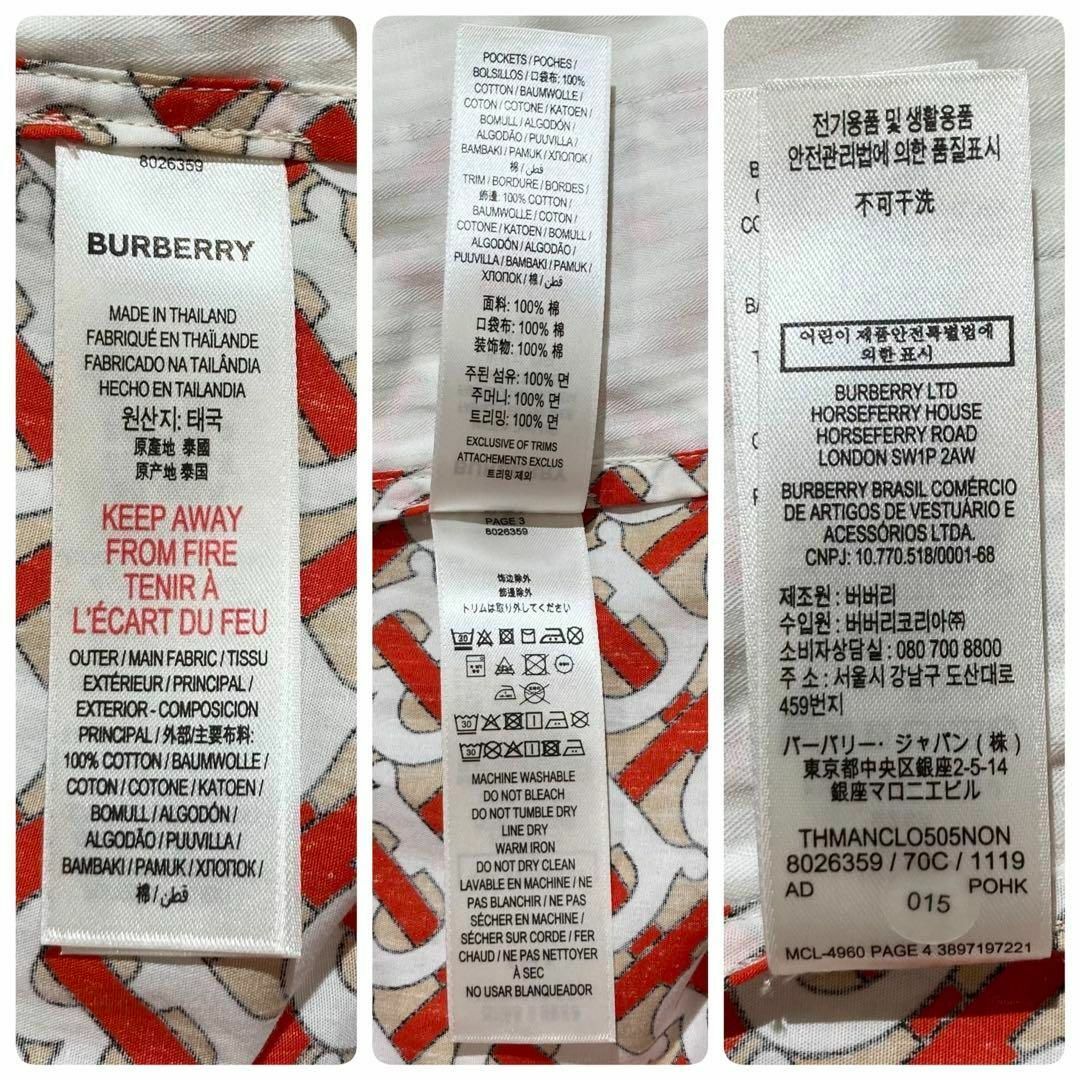 8026359
BURBERRY
MADE IN THAILAND
FABRIQUÉ EN THAÏLANDE
FABRICADO NA TAILÂNDIA
HECHO EN TAILANDIA
원산지: 태국
原產地 泰國
原产地 泰国
KEEP AWAY
FROM FIRE
TENIR À
L'ÉCART DU FEU
OUTER / MAIN FABRIC / TISSU
EXTÉRIEUR / PRINCIPAL /
EXTERIOR - COMPOSICION
PRINCIPAL / 外部/主要布料:
100% COTTON / BAUMWOLLE /
COTON / COTONE / KATOEN /
BOMULL / ALGODÓN /
ALGODÃO / PUUVILLA /
BAMBAKI / PAMUK / ХЛОПОК /
棉 / قطن /
POCKETS / POCHES /
BOLSILLOS / 口袋布: 100%
COTTON / BAUMWOLLE /
COTON / COTONE / KATOEN /
BOMULL / ALGODÓN /
ALGODÃO / PUUVILLA /
BAMBAKI / PAMUK / ХЛОПОК /
棉 / قطن /
TRIM / BORDURE / BORDES /
飾邊: 100% COTTON /
BAUMWOLLE / COTON /
COTONE / KATOEN / BOMULL /
ALGODÓN / ALGODÃO /
PUUVILLA / BAMBAKI / PAMUK /
ХЛОПОК / 棉 / قطن /
面料: 100% 棉
口袋布: 100% 棉
装饰物: 100% 棉
주된 섬유: 100% 면
주머니: 100% 면
트리밍: 100% 면
EXCLUSIVE OF TRIMS
ATTACHEMENTS EXCLUS
트리밍 제외
PAGE 3
8026359
饰边除外
飾邊除外
トリムは取り外してください
30
30
30
MACHINE WASHABLE
DO NOT BLEACH
DO NOT TUMBLE DRY
LINE DRY
WARM IRON
DO NOT DRY CLEAN
LAVABLE EN MACHINE / NE
PAS BLANCHIR / NE PAS
SÉCHER EN MACHINE /
SÉCHER SUR CORDE / FER
CHAUD / NE PAS NETTOYER
À SEC
NO USAR BLANQUEADOR
전기용품 및 생활용품
안전관리법에 의한 품질표시
不可干洗
어린이 제품안전특별법에
의한 표시
BURBERRY LTD
HORSEFERRY HOUSE
HORSEFERRY ROAD
LONDON SW1P 2AW
BURBERRY BRASIL COMÉRCIO
DE ARTIGOS DE VESTUÁRIO E
ACESSÓRIOS LTDA.
CNPJ: 10.770.518/0001-68
제조원 : 버버리
수입원 : 버버리코리아㈜
소비자상담실 : 080 700 8800
주 소 : 서울시 강남구 도산대로
459번지
バーバリー・ジャパン ( 株 )
東京都中央区銀座2-5-14
銀座マロニエビル
THMANCLO505NON
8026359 / 70C / 1119
AD POHK
015
MCL-4960 PAGE 4 3897197221